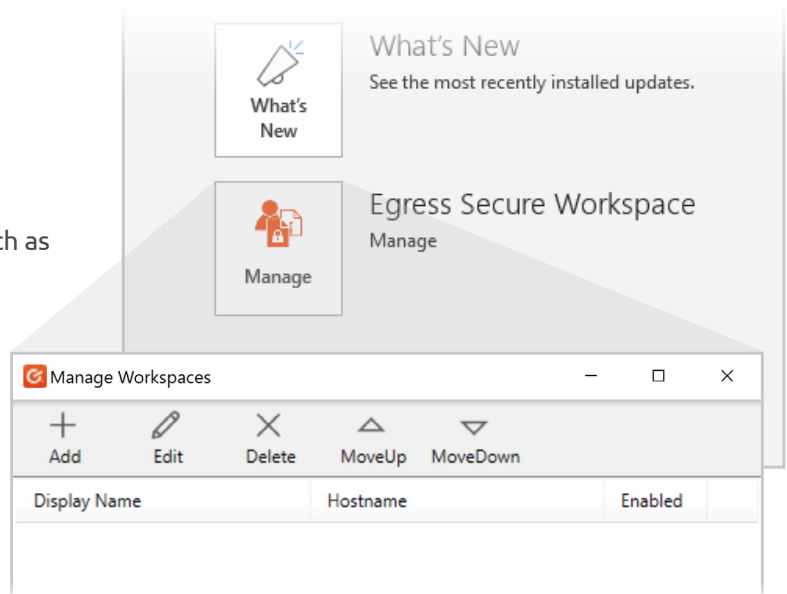 What's New
See the most recently installed updates.
What's
New
Egress Secure Workspace
Manage
Manage
as
Manage Workspaces
Add Edit Delete MoveUp MoveDown
Display Name Hostname Enabled